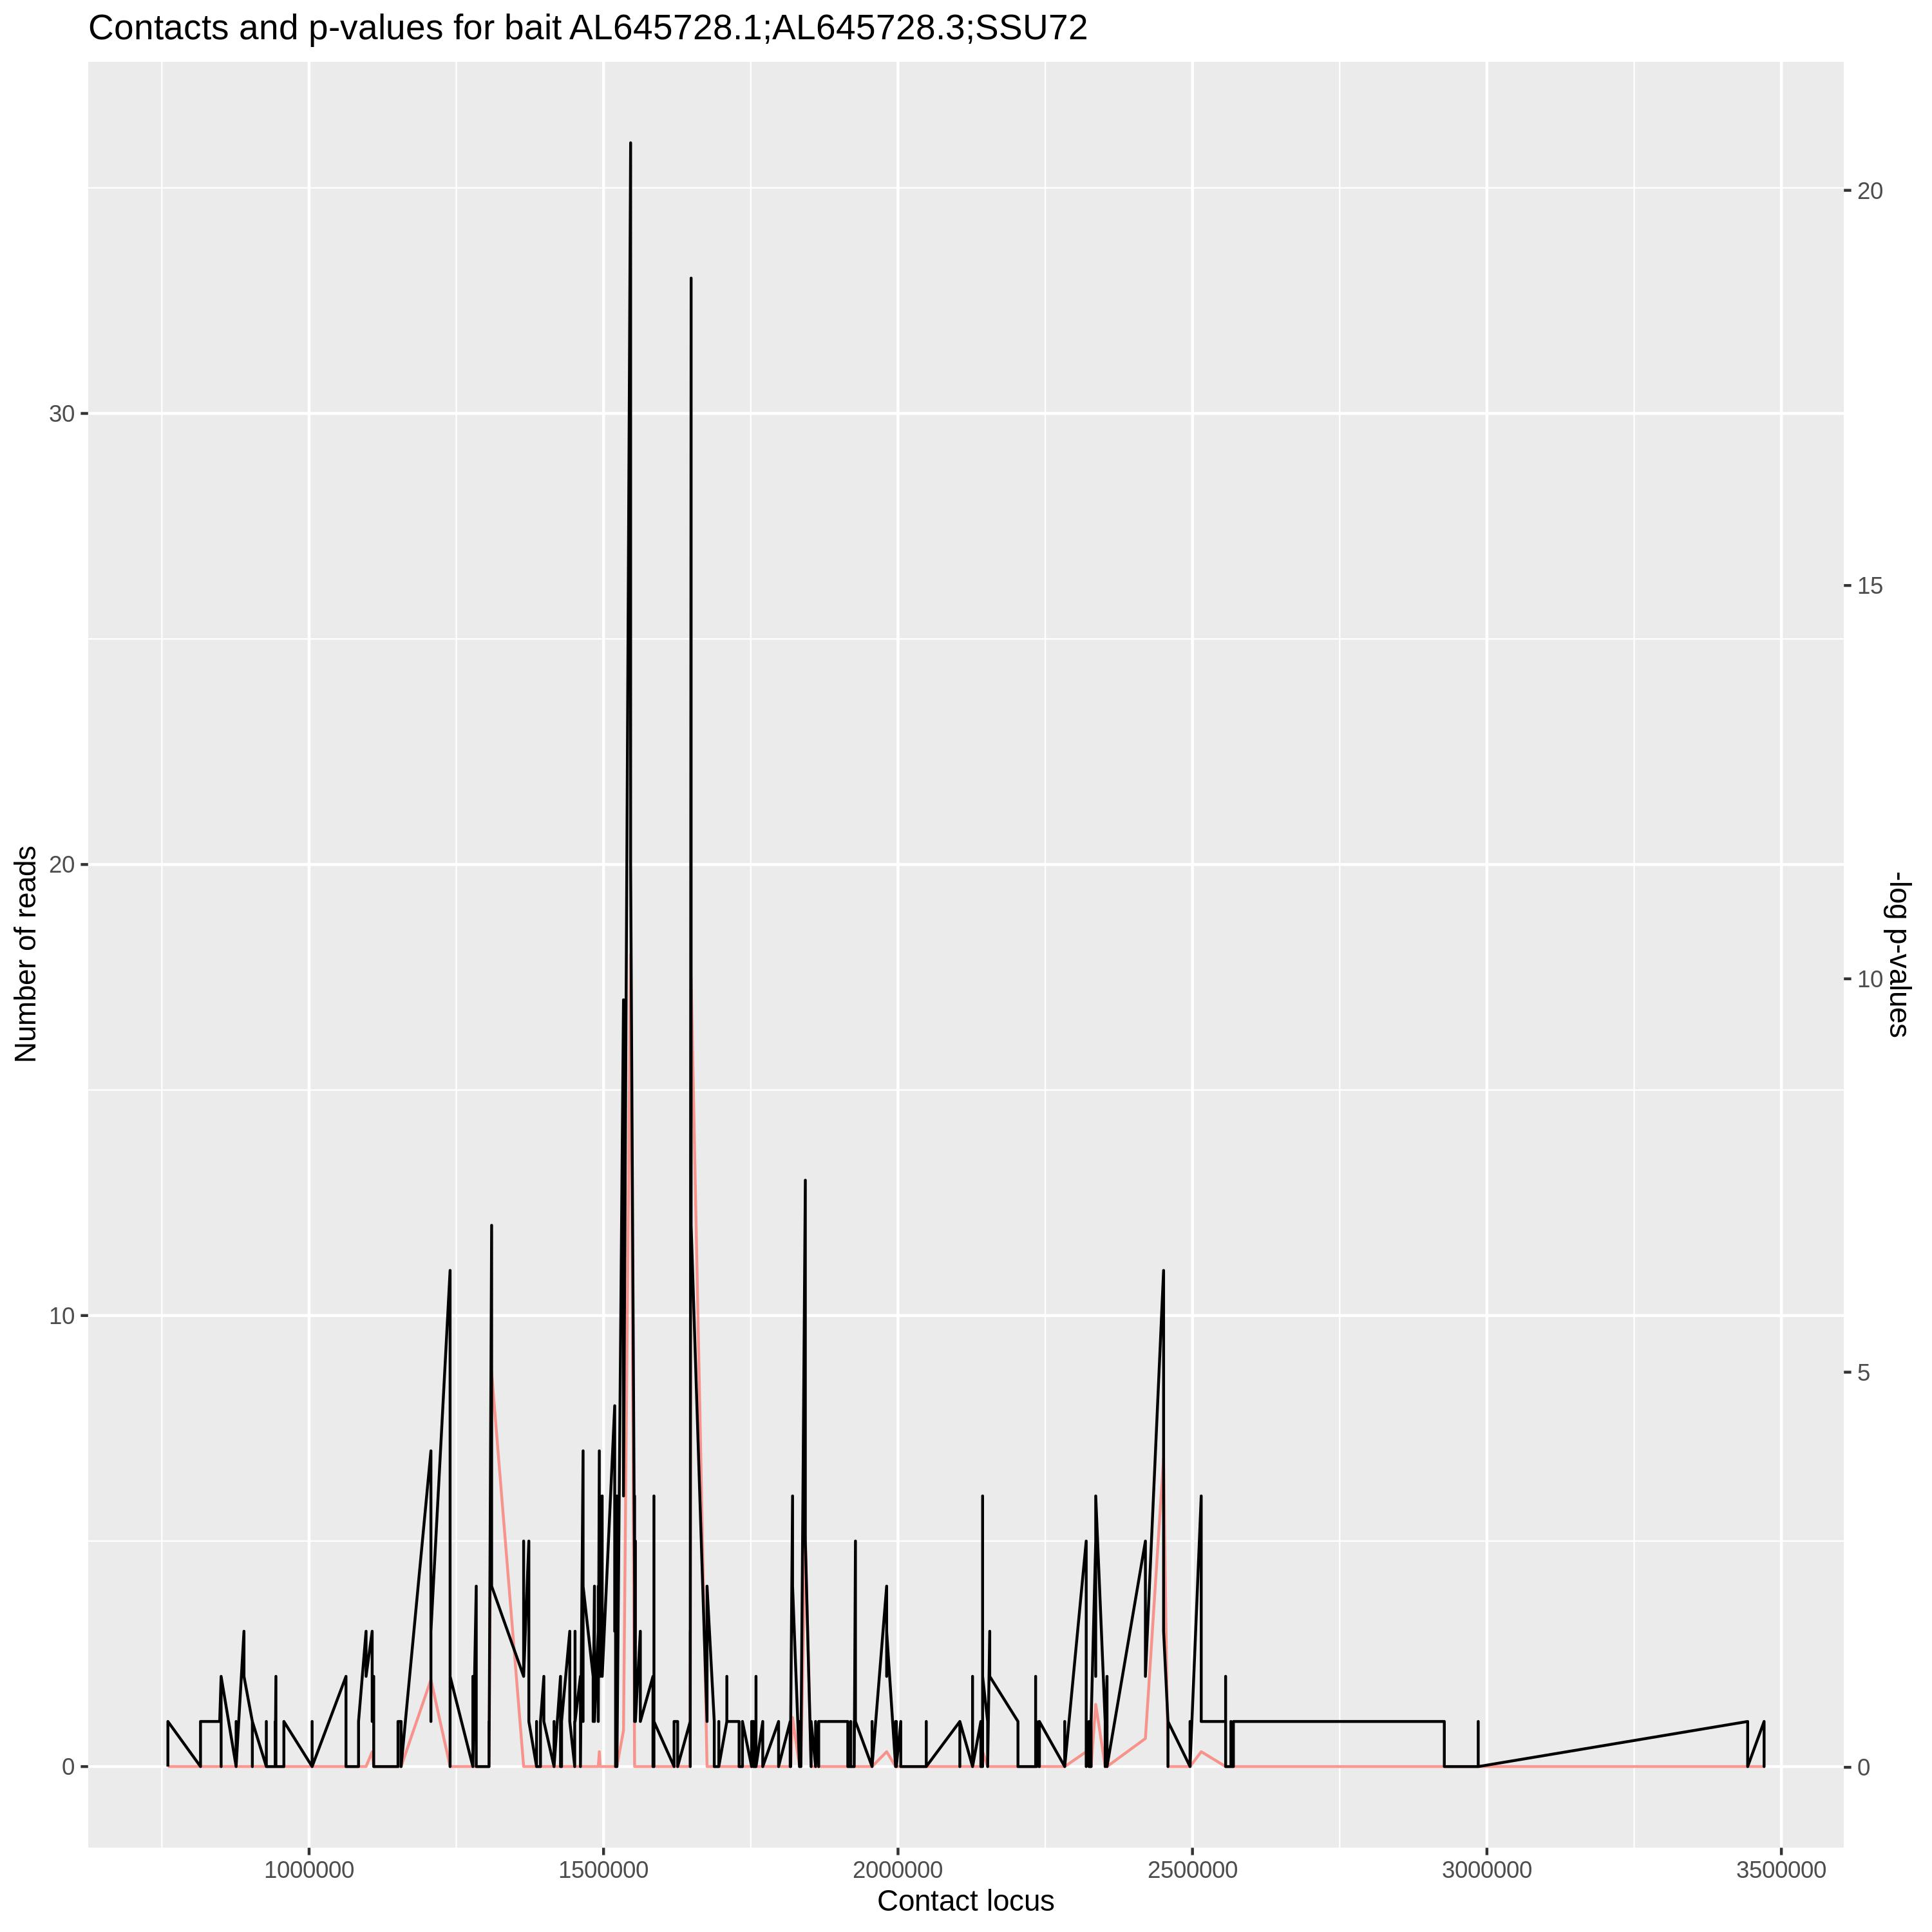 Contacts and p-values for bait AL645728.1;AL645728.3;SSU72
Number of reads
30
20
10
0
20
15
10
5
0
-log p-values
1000000 1500000 2000000 2500000 3000000 3500000
Contact locus